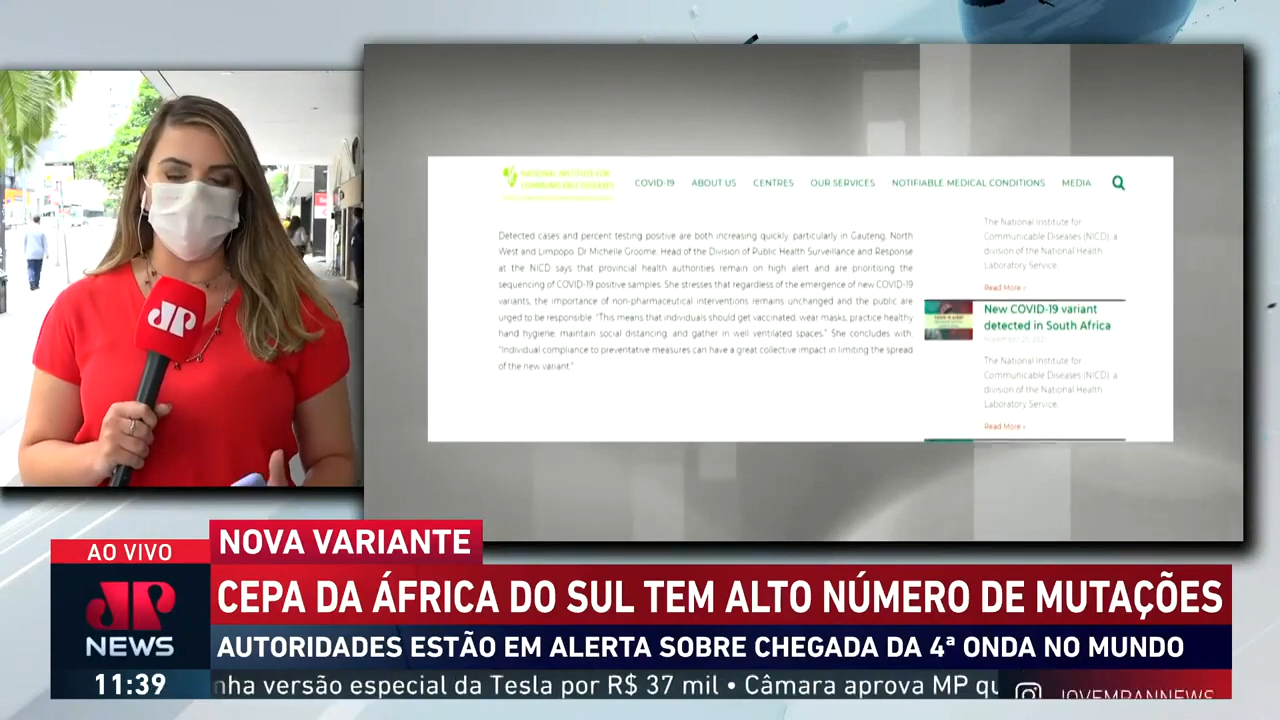 NATIONAL INSTITUTE FOR
COMMUNICABLE DISEASES
COVID-19 ABOUT US CENTRES OUR SERVICES NOTIFIABLE MEDICAL CONDITIONS MEDIA
Detected cases and percent testing positive are both increasing quickly, particularly in Gauteng, North
West and Limpopo. Dr Michelle Groome, Head of the Division of Public Health Surveillance and Response
at the NICD says that provincial health authorities remain on high alert and are prioritising the
sequencing of COVID-19 positive samples. She stresses that regardless of the emergence of new COVID-19
variants, the importance of non-pharmaceutical interventions remains unchanged and the public are
urged to be responsible. "This means that individuals should get vaccinated, wear masks, practice healthy
hand hygiene, maintain social distancing, and gather in well ventilated spaces." She concludes with,
"Individual compliance to preventative measures can have a great collective impact in limiting the spread
of the new variant."
The National Institute for
Communicable Diseases (NICD), a
division of the National Health
Laboratory Service.
Read More »
New COVID-19 variant
detected in South Africa
November 25, 2021
The National Institute for
Communicable Diseases (NICD), a
division of the National Health
Laboratory Service.
Read More »
JP
NOVA VARIANTE
AO VIVO
CEPA DA ÁFRICA DO SUL TEM ALTO NÚMERO DE MUTAÇÕES
JP
NEWS
AUTORIDADES ESTÃO EM ALERTA SOBRE CHEGADA DA 4ª ONDA NO MUNDO
11:39
nha versão especial da Tesla por R$ 37 mil • Câmara aprova MP qu
JOVEMPANNEWS